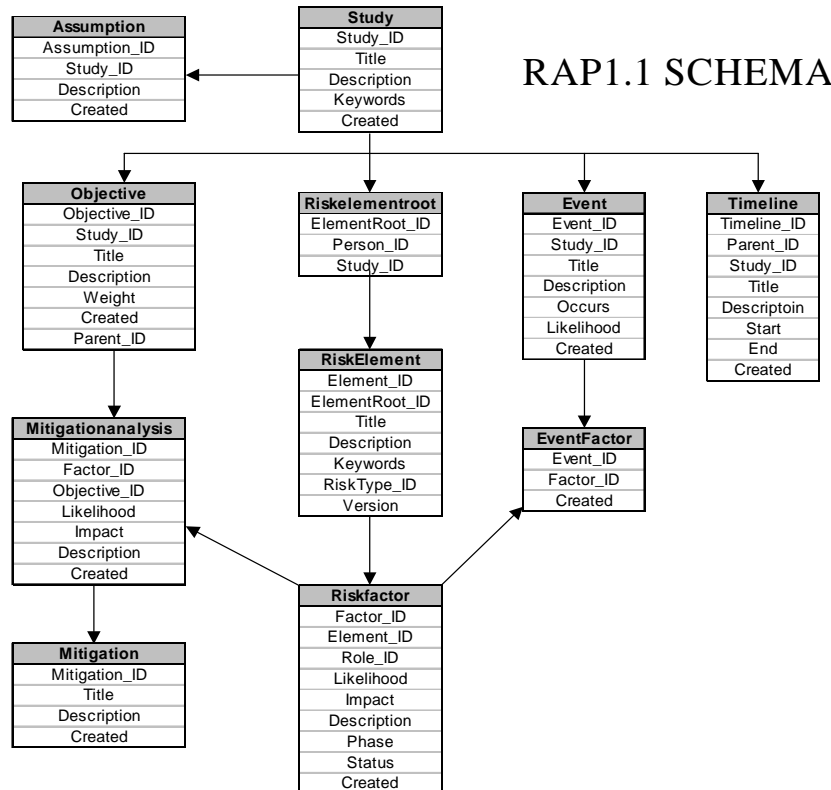 Assumption
Assumption_ID
Study_ID
Description
Created
Study
Study_ID
Title
Description
Keywords
Created
RAP1.1 SCHEMA
Objective
Objective_ID
Study_ID
Title
Description
Weight
Created
Parent_ID
Riskelementroot
ElementRoot_ID
Person_ID
Study_ID
Event
Event_ID
Study_ID
Title
Description
Occurs
Likelihood
Created
Timeline
Timeline_ID
Parent_ID
Study_ID
Title
Descriptoin
Start
End
Created
RiskElement
Element_ID
ElementRoot_ID
Title
Description
Keywords
RiskType_ID
Version
Mitigationanalysis
Mitigation_ID
Factor_ID
Objective_ID
Likelihood
Impact
Description
Created
EventFactor
Event_ID
Factor_ID
Created
Riskfactor
Factor_ID
Element_ID
Role_ID
Likelihood
Impact
Description
Phase
Status
Created
Mitigation
Mitigation_ID
Title
Description
Created